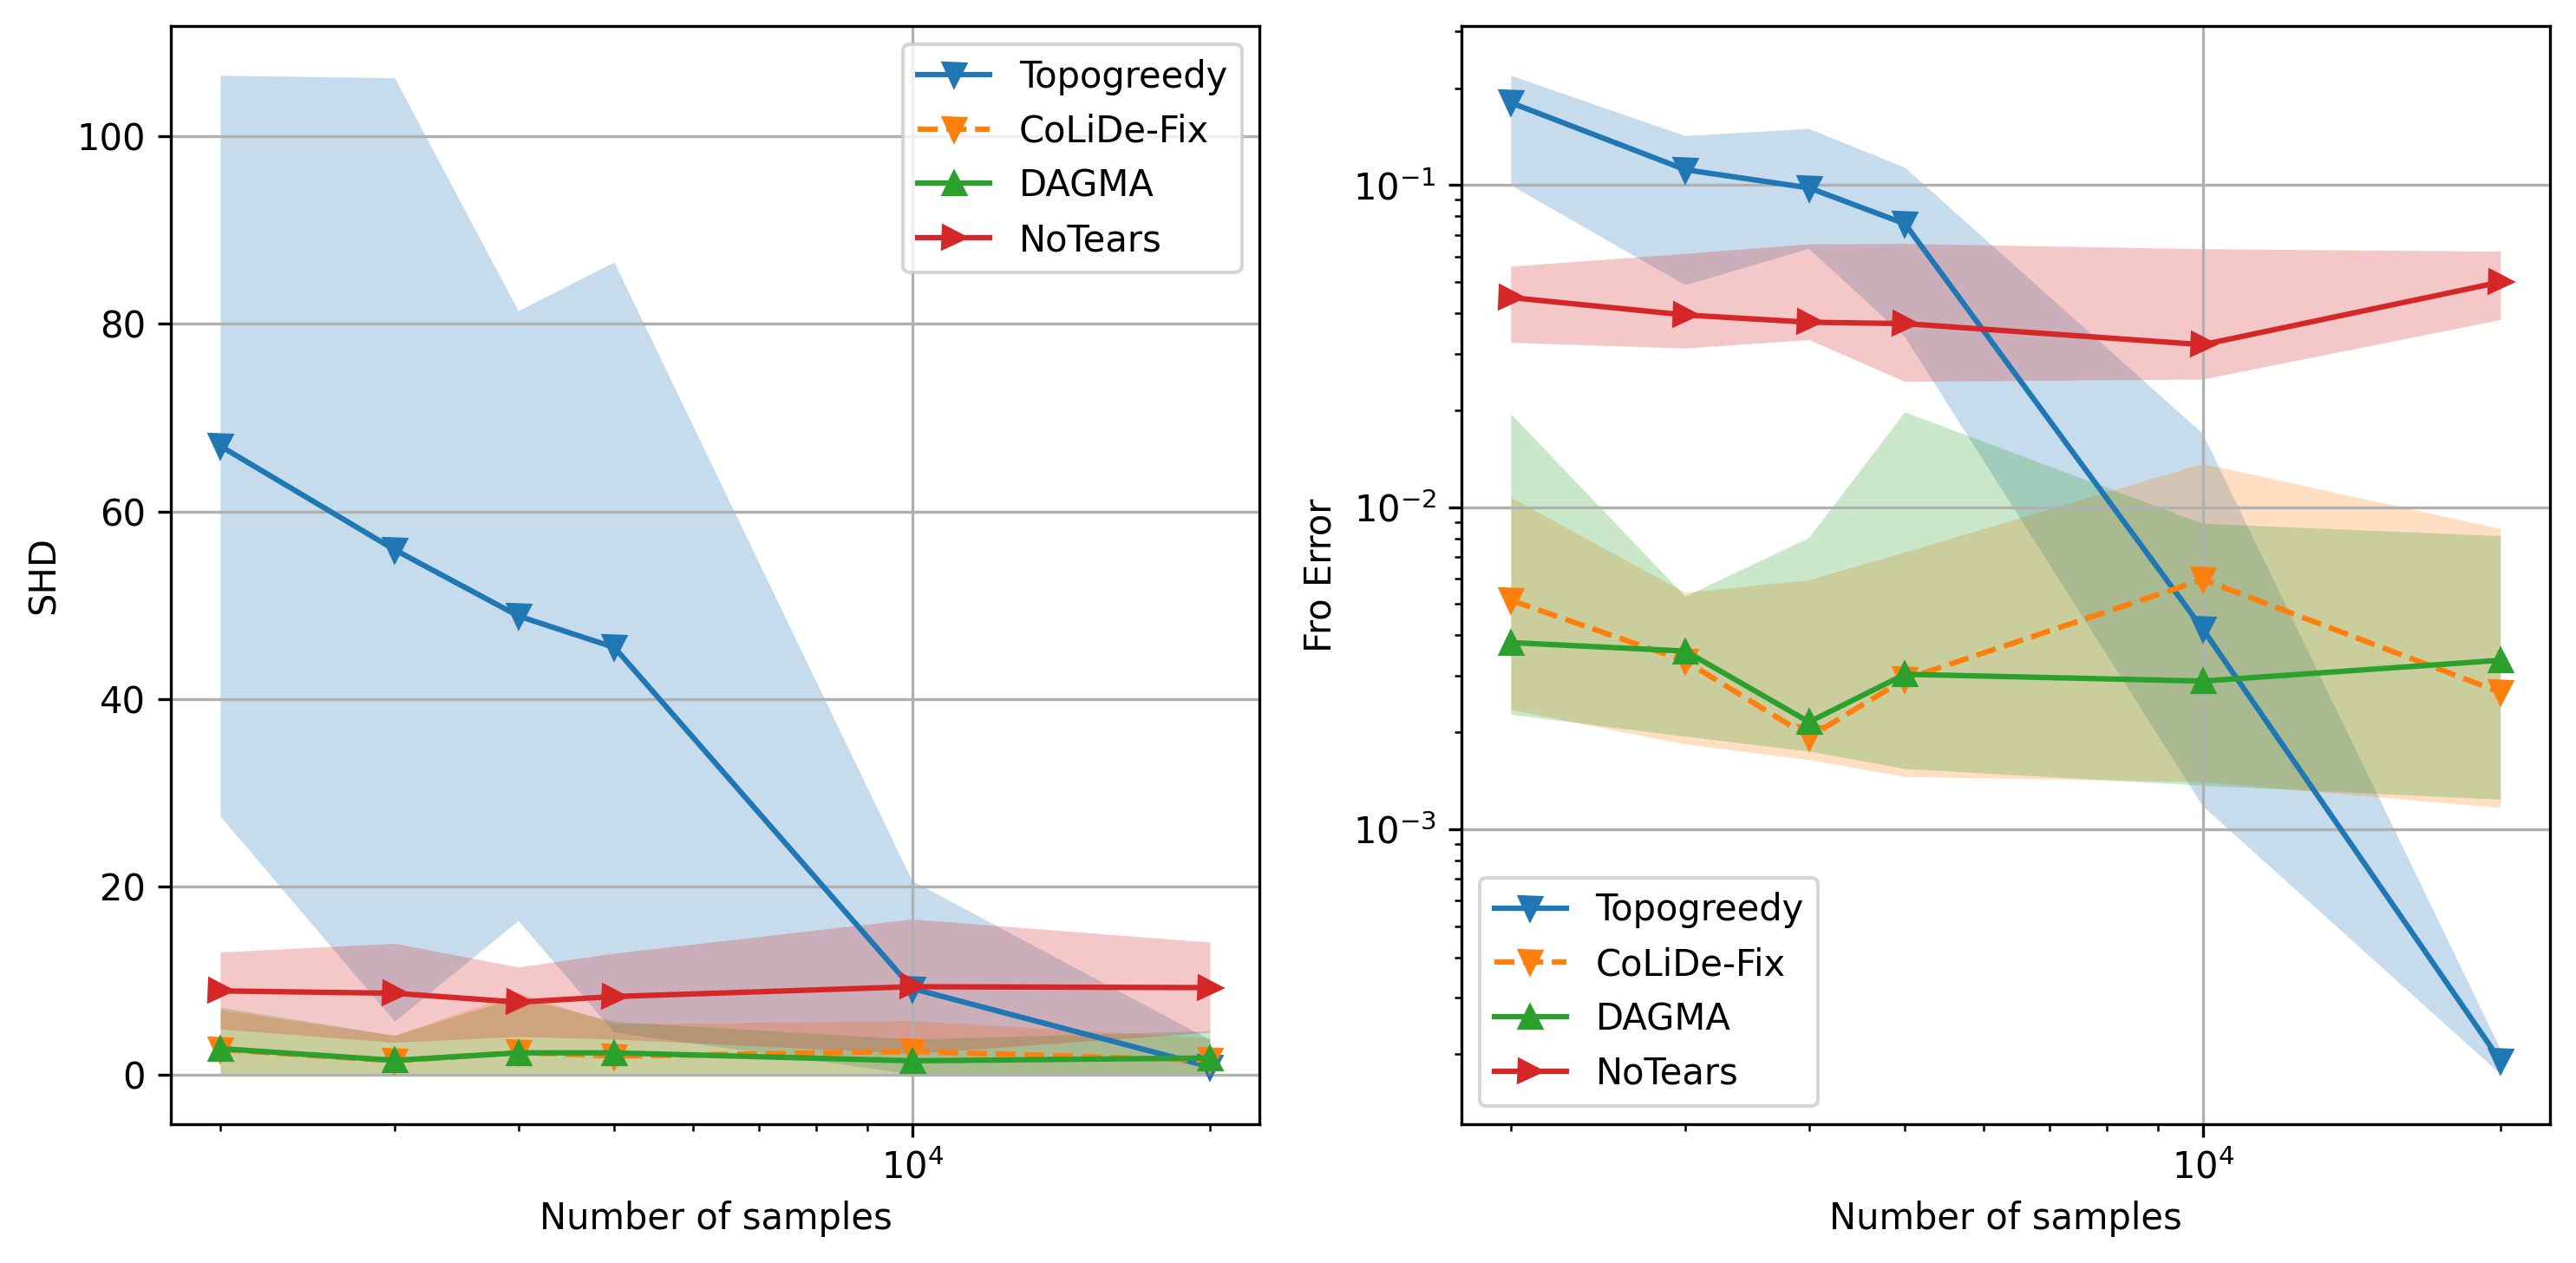 SHD
100
80
60
40
20
0
10⁴
Number of samples
Topogreedy
CoLiDe-Fix
DAGMA
NoTears
Fro Error
10⁻¹
10⁻²
10⁻³
10⁴
Number of samples
Topogreedy
CoLiDe-Fix
DAGMA
NoTears